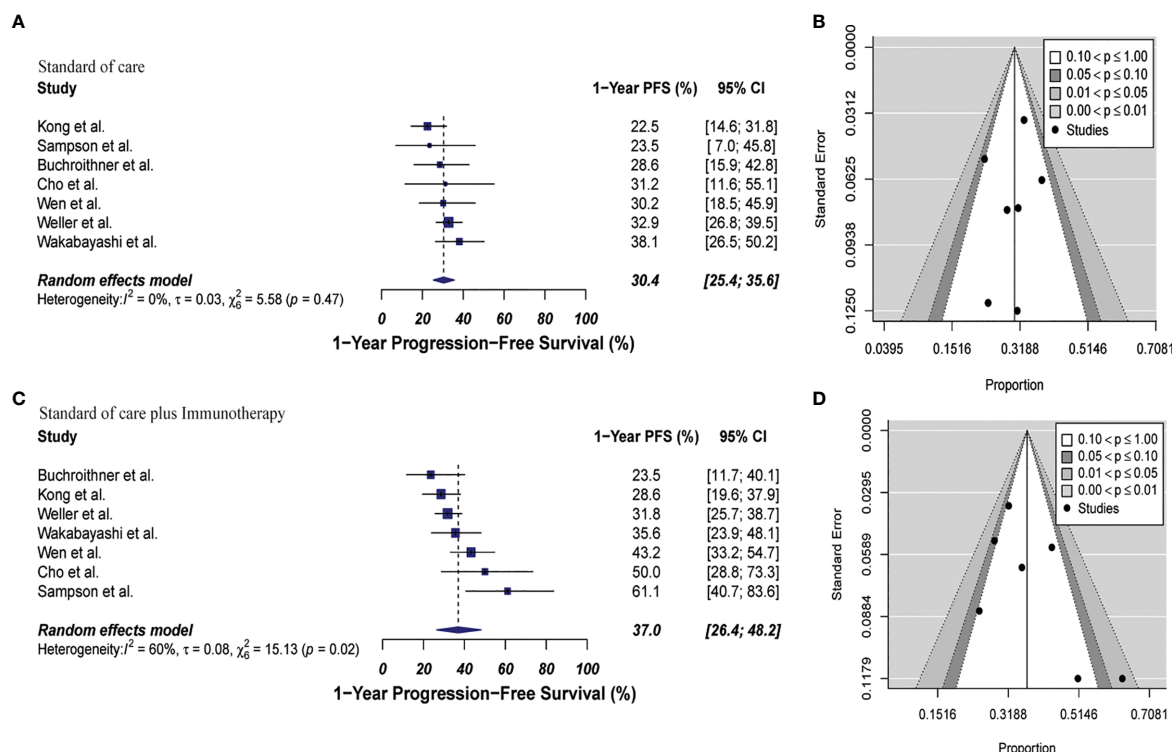 A
Standard of care
Study 1−Year PFS (%) 95% CI
Kong et al. 22.5 [14.6; 31.8]
Sampson et al. 23.5 [ 7.0; 45.8]
Buchroithner et al. 28.6 [15.9; 42.8]
Cho et al. 31.2 [11.6; 55.1]
Wen et al. 30.2 [18.5; 45.9]
Weller et al. 32.9 [26.8; 39.5]
Wakabayashi et al. 38.1 [26.5; 50.2]
Random effects model 30.4 [25.4; 35.6]
Heterogeneity: I² = 0%, τ = 0.03, χ²₆ = 5.58 (p = 0.47)
0 20 40 60 80 100
1−Year Progression−Free Survival (%)
B
0.10 < p ≤ 1.00
0.05 < p ≤ 0.10
0.01 < p ≤ 0.05
0.00 < p ≤ 0.01
Studies
Standard Error
0.0000
0.0312
0.0625
0.0938
0.1250
0.0395 0.1516 0.3188 0.5146 0.7081
Proportion
C
Standard of care plus Immunotherapy
Study 1−Year PFS (%) 95% CI
Buchroithner et al. 23.5 [11.7; 40.1]
Kong et al. 28.6 [19.6; 37.9]
Weller et al. 31.8 [25.7; 38.7]
Wakabayashi et al. 35.6 [23.9; 48.1]
Wen et al. 43.2 [33.2; 54.7]
Cho et al. 50.0 [28.8; 73.3]
Sampson et al. 61.1 [40.7; 83.6]
Random effects model 37.0 [26.4; 48.2]
Heterogeneity: I² = 60%, τ = 0.08, χ²₆ = 15.13 (p = 0.02)
0 20 40 60 80 100
1−Year Progression−Free Survival (%)
D
0.10 < p ≤ 1.00
0.05 < p ≤ 0.10
0.01 < p ≤ 0.05
0.00 < p ≤ 0.01
Studies
Standard Error
0.0000
0.0295
0.0589
0.0884
0.1179
0.1516 0.3188 0.5146 0.7081
Proportion